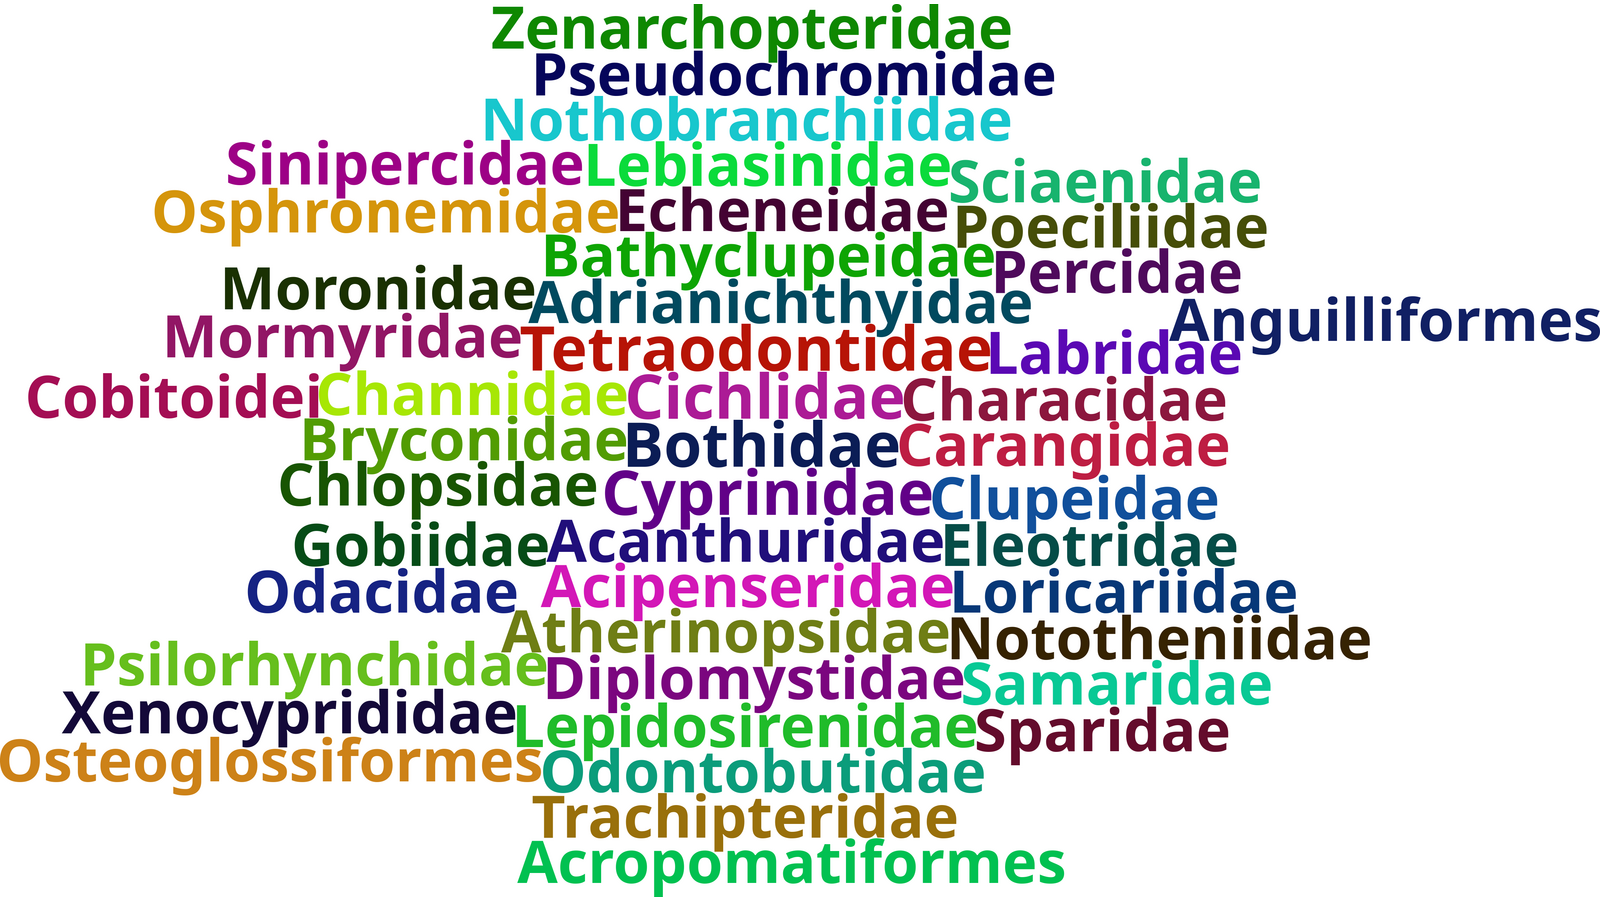 Zenarchopteridae
Pseudochromidae
Nothobranchiidae
Sinipercidae Lebiasinidae Sciaenidae
Osphronemidae Echeneidae Poeciliidae
Bathyclupeidae Percidae
Moronidae Adrianichthyidae Anguilliformes
Mormyridae Tetraodontidae Labridae
Cobitoidei Channidae Cichlidae Characidae
Bryconidae Bothidae Carangidae
Chlopsidae Cyprinidae Clupeidae
Gobiidae Acanthuridae Eleotridae
Odacidae Acipenseridae Loricariidae
Atherinopsidae Nototheniidae
Psilorhynchidae Diplomystidae Samaridae
Xenocyprididae Lepidosirenidae Sparidae
Osteoglossiformes Odontobutidae
Trachipteridae
Acropomatiformes